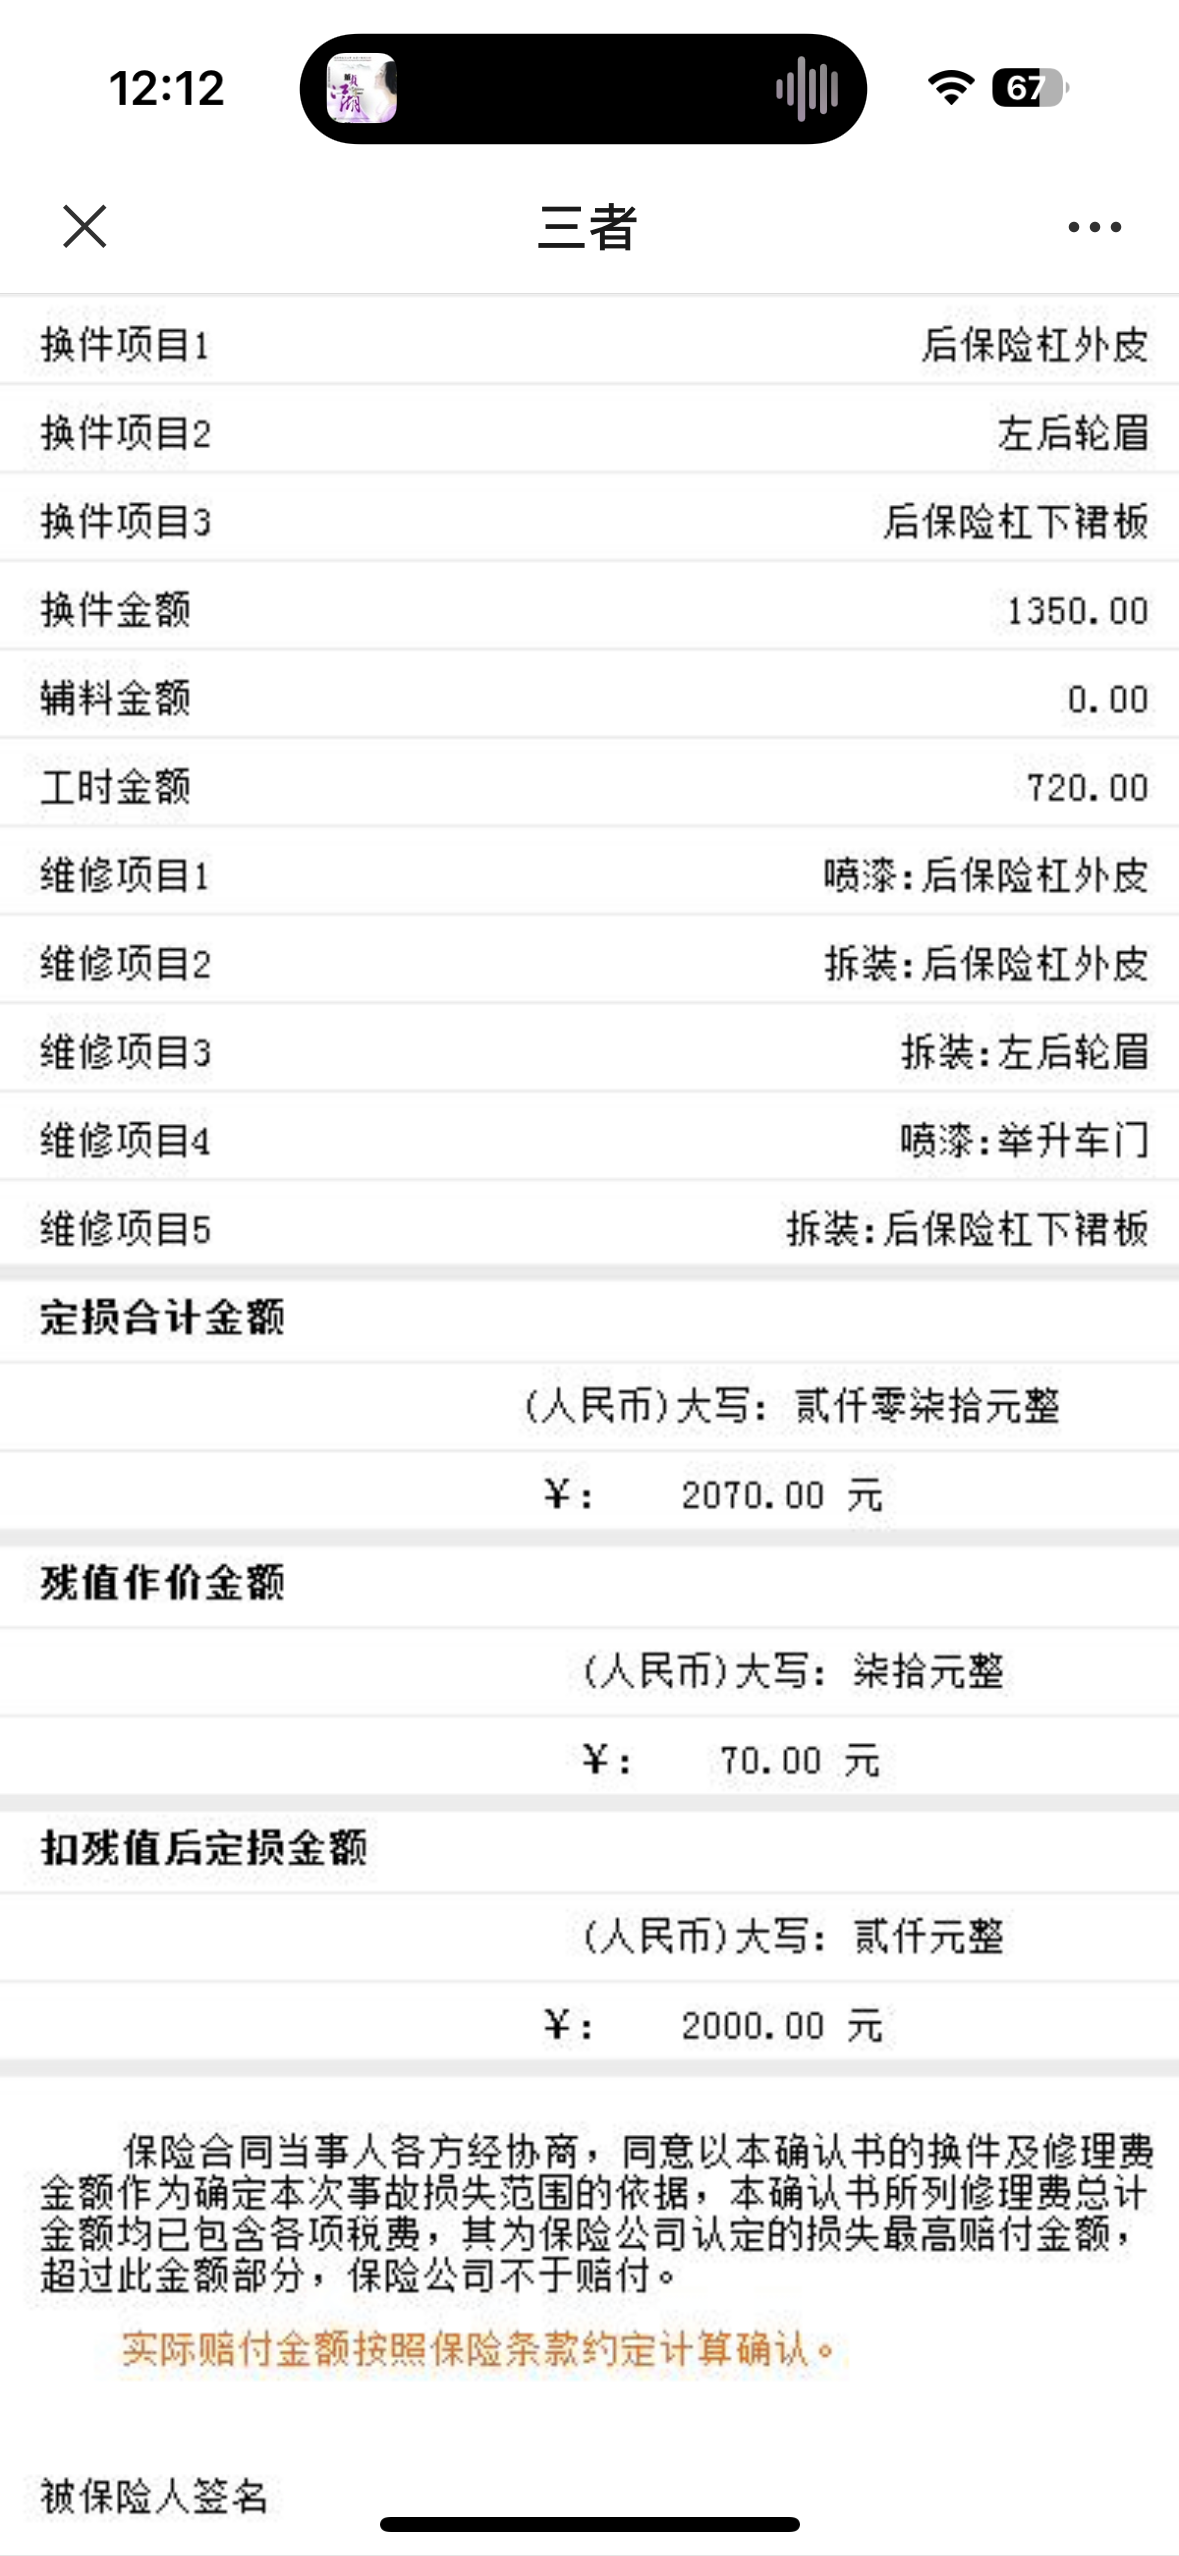 12:12
67
三者
换件项目1 后保险杠外皮
换件项目2 左后轮眉
换件项目3 后保险杠下裙板
换件金额 1350.00
辅料金额 0.00
工时金额 720.00
维修项目1 喷漆:后保险杠外皮
维修项目2 拆装:后保险杠外皮
维修项目3 拆装:左后轮眉
维修项目4 喷漆:举升车门
维修项目5 拆装:后保险杠下裙板
定损合计金额
(人民币)大写: 贰仟零柒拾元整
¥: 2070.00 元
残值作价金额
(人民币)大写: 柒拾元整
¥: 70.00 元
扣残值后定损金额
(人民币)大写: 贰仟元整
¥: 2000.00 元
保险合同当事人各方经协商，同意以本确认书的换件及修理费
金额作为确定本次事故损失范围的依据，本确认书所列修理费总计
金额均已包含各项税费，其为保险公司认定的损失最高赔付金额，
超过此金额部分，保险公司不于赔付。
实际赔付金额按照保险条款约定计算确认。
被保险人签名